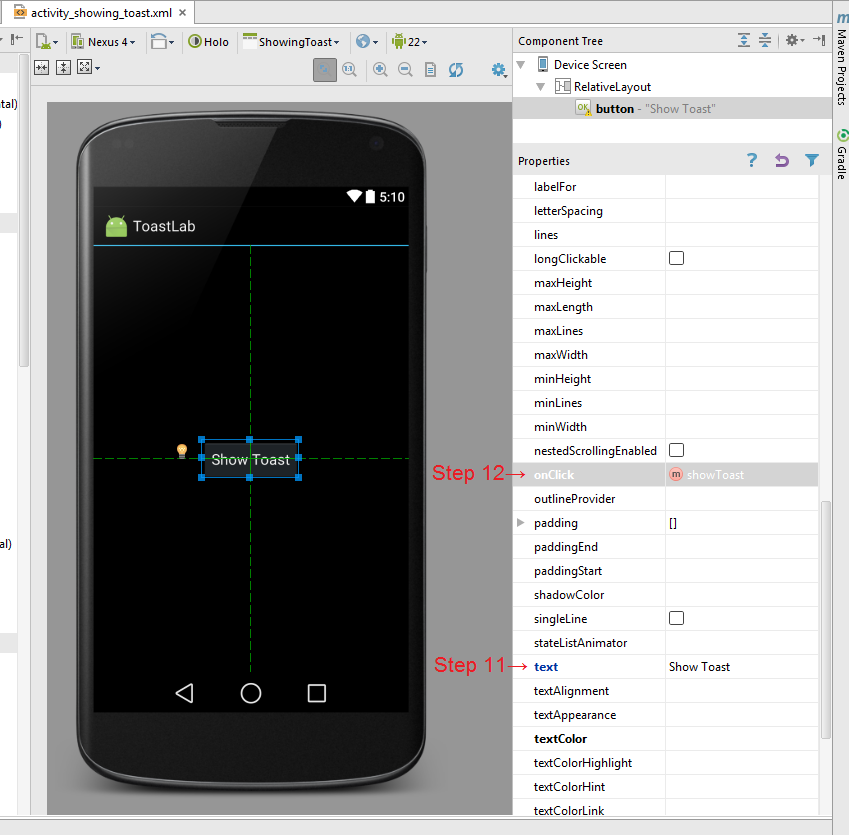 activity_showing_toast.xml
Nexus 4
Holo
ShowingToast
22
1:1
Component Tree
Maven Projects
Gradle
Device Screen
RelativeLayout
OK
button - "Show Toast"
tal)
)
al)
5:10
ToastLab
Show Toast
Properties
?
labelFor
letterSpacing
lines
longClickable
maxHeight
maxLength
maxLines
maxWidth
minHeight
minLines
minWidth
nestedScrollingEnabled
Step 12→ onClick m showToast
outlineProvider
padding []
paddingEnd
paddingStart
shadowColor
singleLine
stateListAnimator
Step 11→ text Show Toast
textAlignment
textAppearance
textColor
textColorHighlight
textColorHint
textColorLink